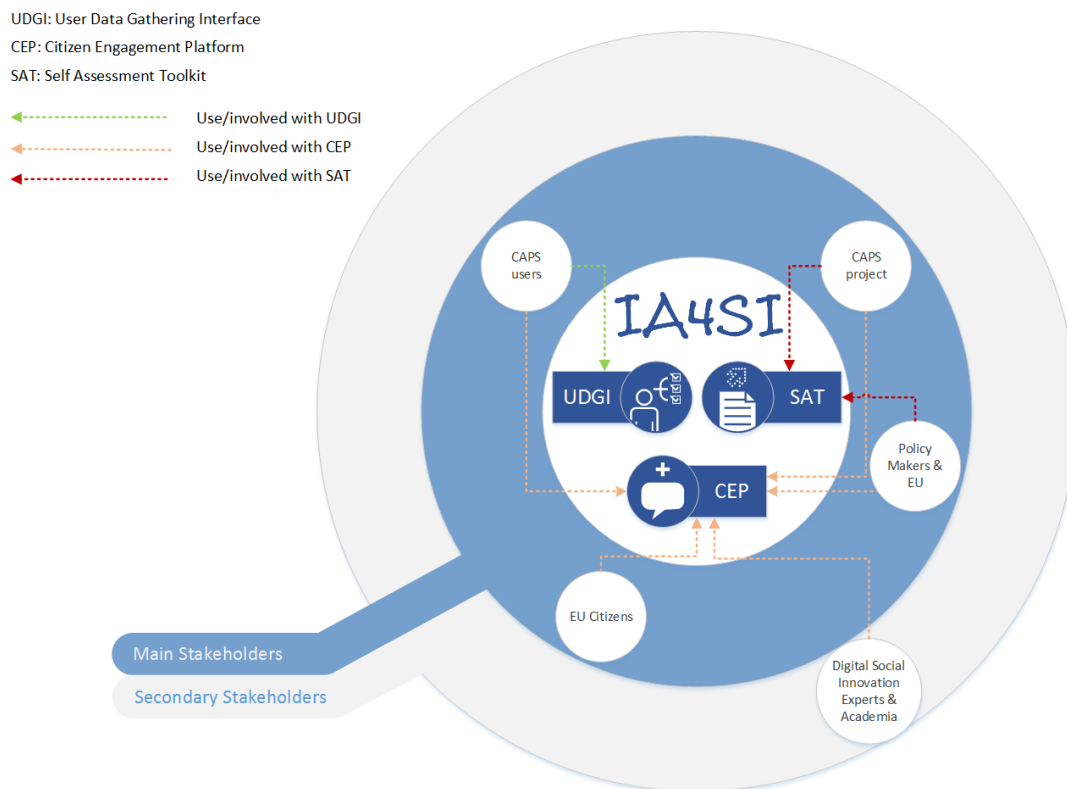 UDGI: User Data Gathering Interface
CEP: Citizen Engagement Platform
SAT: Self Assessment Toolkit
Use/involved with UDGI
Use/involved with CEP
Use/involved with SAT
CAPS
users
CAPS
project
IA4SI
UDGI
SAT
Policy
Makers &
EU
CEP
EU Citizens
Main Stakeholders
Secondary Stakeholders
Digital Social
Innovation
Experts &
Academia